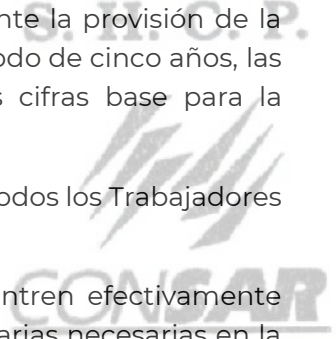 S. H. C. P.
nte la provisión de la
odo de cinco años, las
s cifras base para la
odos los Trabajadores
CONSAR
ntren efectivamente
arias necesarias en la